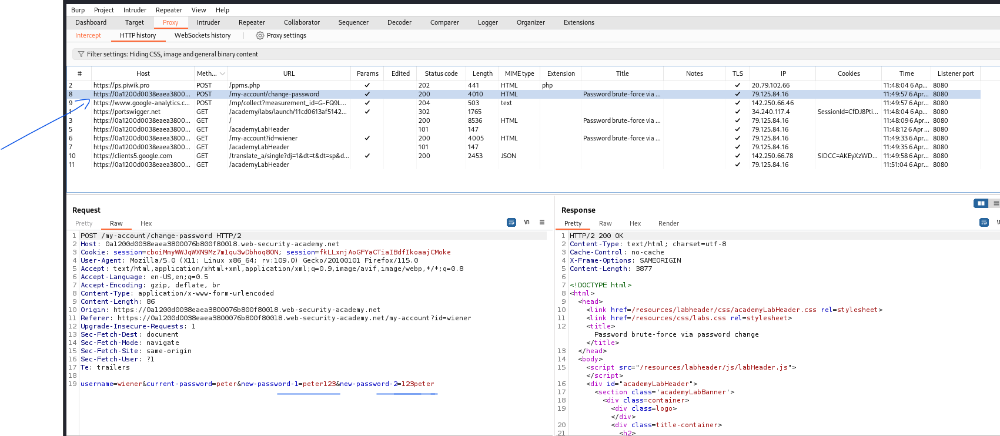 Burp Project Intruder Repeater View Help
Dashboard Target Proxy Intruder Repeater Collaborator Sequencer Decoder Comparer Logger Organizer Extensions
Intercept HTTP history WebSockets history Proxy settings
Filter settings: Hiding CSS, image and general binary content
# Host Meth... URL Params Edited Status code Length MIME type Extension Title Notes TLS IP Cookies Time Listener port
2 https://ps.piwik.pro POST /ppms.php ✓ 202 441 HTML php ✓ 20.79.102.66 11:48:04 6 Ap... 8080
8 https://0a1200d0038eaea3800... POST /my-account/change-password ✓ 200 4010 HTML Password brute-force via ... ✓ 79.125.84.16 11:49:57 6 Apr... 8080
9 https://www.google-analytics.c... POST /mp/collect?measurement_id=G-FQ9L... ✓ 204 503 text ✓ 142.250.66.46 11:49:57 6 Apr... 8080
1 https://portswigger.net GET /academy/labs/launch/11cd0613af5142... ✓ 302 1765 ✓ 34.240.117.4 SessionId=CfDJ8Pti... 11:48:04 6 Apr... 8080
3 https://0a1200d0038eaea3800... GET / 200 8536 HTML Password brute-force via ... ✓ 79.125.84.16 11:48:09 6 Apr... 8080
5 https://0a1200d0038eaea3800... GET /academyLabHeader 101 147 ✓ 79.125.84.16 11:48:12 6 Apr... 8080
6 https://0a1200d0038eaea3800... GET /my-account?id=wiener ✓ 200 4005 HTML Password brute-force via ... ✓ 79.125.84.16 11:49:33 6 Apr... 8080
7 https://0a1200d0038eaea3800... GET /academyLabHeader 101 147 ✓ 79.125.84.16 11:49:35 6 Apr... 8080
10 https://clients5.google.com GET /translate_a/single?dj=1&dt=t&dt=sp&d... ✓ 200 2453 JSON ✓ 142.250.66.78 SIDCC=AKEyXzWD... 11:49:58 6 Apr... 8080
11 https://0a1200d0038eaea3800... GET /academyLabHeader ✓ 79.125.84.16 11:51:04 6 Apr... 8080
Request
Pretty Raw Hex \n
1 POST /my-account/change-password HTTP/2
2 Host: 0a1200d0038eaea3800076b800f80018.web-security-academy.net
3 Cookie: session=cboiMmyWWJqWXN9Mz7m1qu3wDbhoq8ON; session=fkLLxnjAoGFYaCTiaIBdfIkoaajCMoke
4 User-Agent: Mozilla/5.0 (X11; Linux x86_64; rv:109.0) Gecko/20100101 Firefox/115.0
5 Accept: text/html,application/xhtml+xml,application/xml;q=0.9,image/avif,image/webp,*/*;q=0.8
6 Accept-Language: en-US,en;q=0.5
7 Accept-Encoding: gzip, deflate, br
8 Content-Type: application/x-www-form-urlencoded
9 Content-Length: 86
10 Origin: https://0a1200d0038eaea3800076b800f80018.web-security-academy.net
11 Referer: https://0a1200d0038eaea3800076b800f80018.web-security-academy.net/my-account?id=wiener
12 Upgrade-Insecure-Requests: 1
13 Sec-Fetch-Dest: document
14 Sec-Fetch-Mode: navigate
15 Sec-Fetch-Site: same-origin
16 Sec-Fetch-User: ?1
17 Te: trailers
18
19 username=wiener&current-password=peter&new-password-1=peter123&new-password-2=123peter
Response
Pretty Raw Hex Render
1 HTTP/2 200 OK
2 Content-Type: text/html; charset=utf-8
3 Cache-Control: no-cache
4 X-Frame-Options: SAMEORIGIN
5 Content-Length: 3877
6
7 <!DOCTYPE html>
8 <html>
9 <head>
10 <link href=/resources/labheader/css/academyLabHeader.css rel=stylesheet>
11 <link href=/resources/css/labs.css rel=stylesheet>
12 <title>
Password brute-force via password change
</title>
13 </head>
14 <body>
15 <script src="/resources/labheader/js/labHeader.js">
</script>
16 <div id="academyLabHeader">
17 <section class='academyLabBanner'>
18 <div class=container>
19 <div class=logo>
</div>
20 <div class=title-container>
21 <h2>